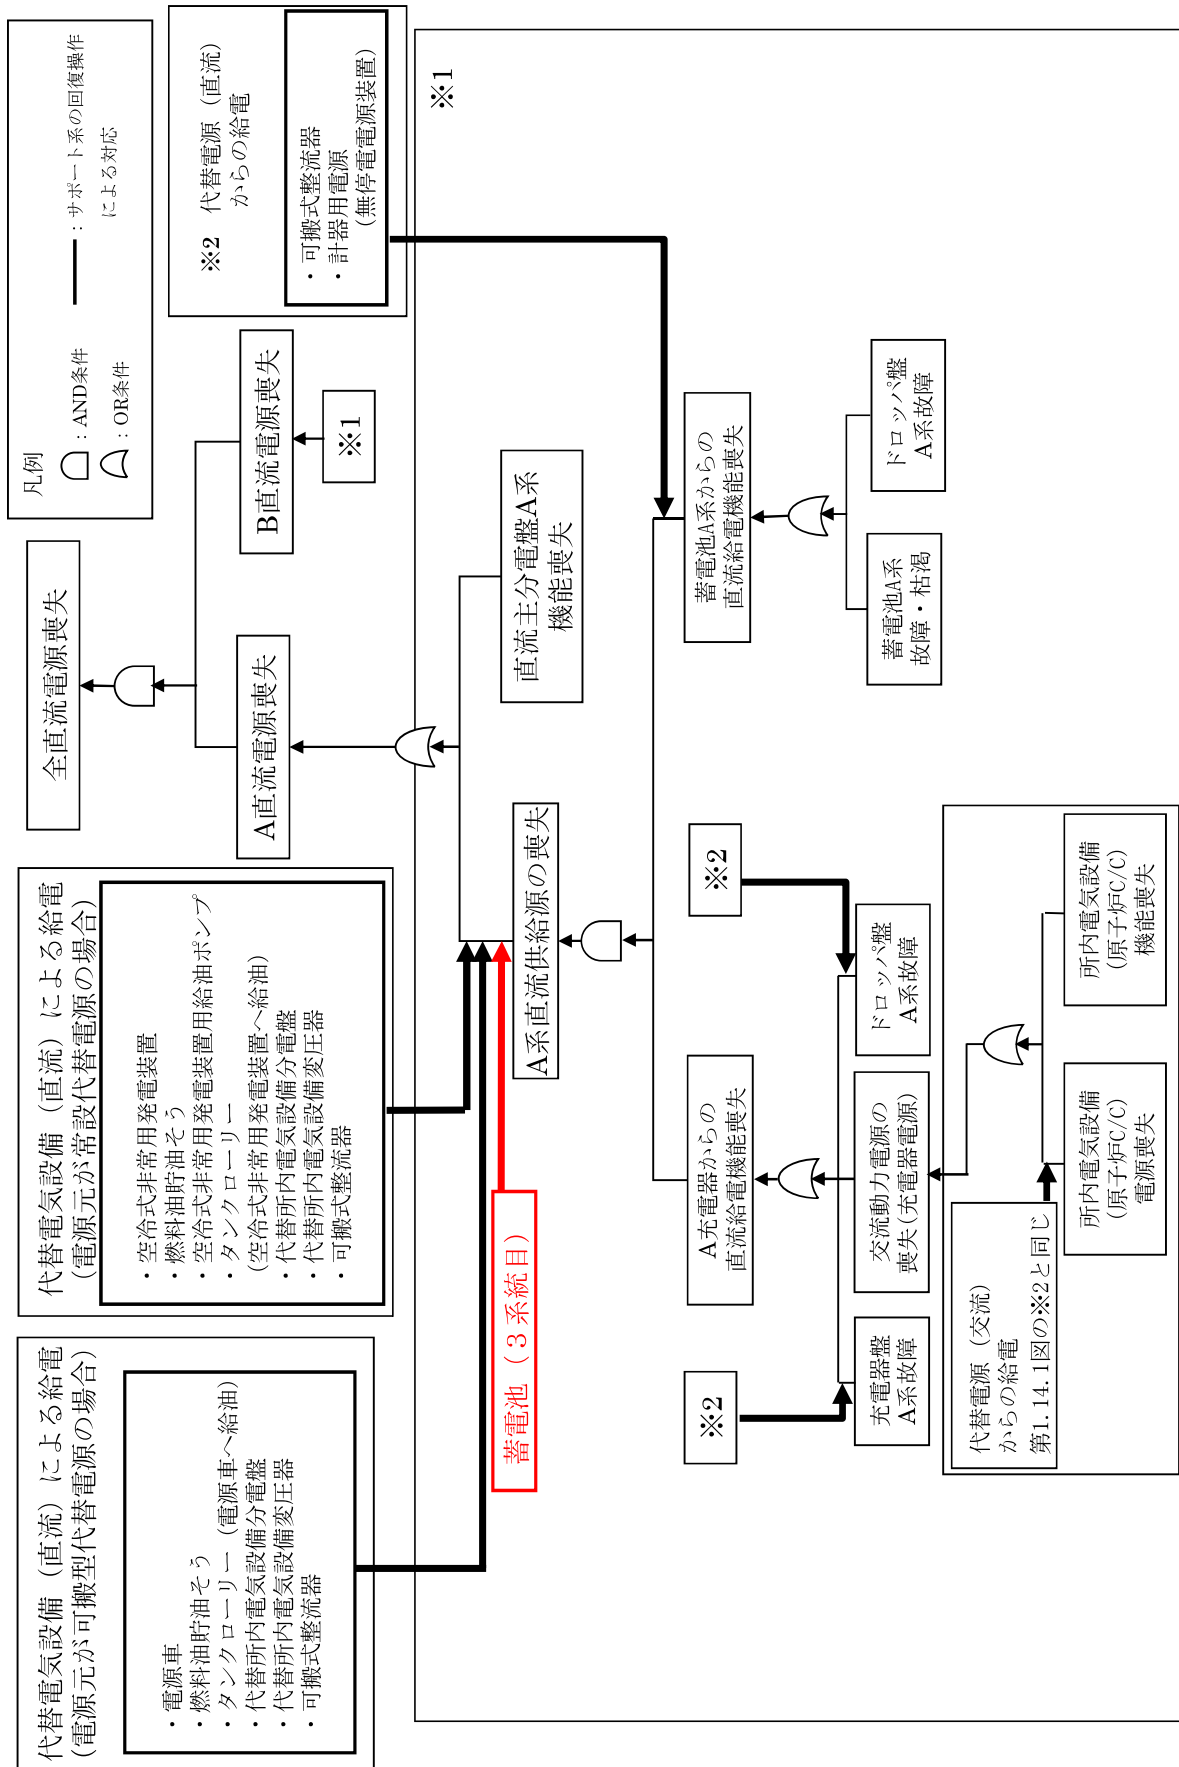 代替電気設備（直流）による給電
(電源元が可搬型代替電源の場合)
・電源車
・燃料油貯油そう
・タンクローリー（電源車へ給油）
・代替所内電気設備分電盤
・代替所内電気設備変圧器
・可搬式整流器
代替電気設備（直流）による給電
(電源元が常設代替電源の場合)
・空冷式非常用発電装置
・燃料油貯油そう
・空冷式非常用発電装置用給油ポンプ
・タンクローリー
(空冷式非常用発電装置へ給油)
・代替所内電気設備分電盤
・代替所内電気設備変圧器
・可搬式整流器
全直流電源喪失
凡例
：AND条件
：OR条件
：サポート系の回復操作
による対応
A直流電源喪失
B直流電源喪失
※1
※2 代替電源（直流）
からの給電
・可搬式整流器
・計器用電源
(無停電電源装置)
※1
蓄電池（3系統目）
A系直流供給源の喪失
直流主分電盤A系
機能喪失
※2
A充電器からの
直流給電機能喪失
※2
蓄電池A系からの
直流給電機能喪失
充電器盤
A系故障
交流動力電源の
喪失(充電器電源)
ドロッパ盤
A系故障
蓄電池A系
故障・枯渇
ドロッパ盤
A系故障
代替電源（交流）
からの給電
第1.14.1図の※2と同じ
所内電気設備
(原子炉C/C)
電源喪失
所内電気設備
(原子炉C/C)
機能喪失